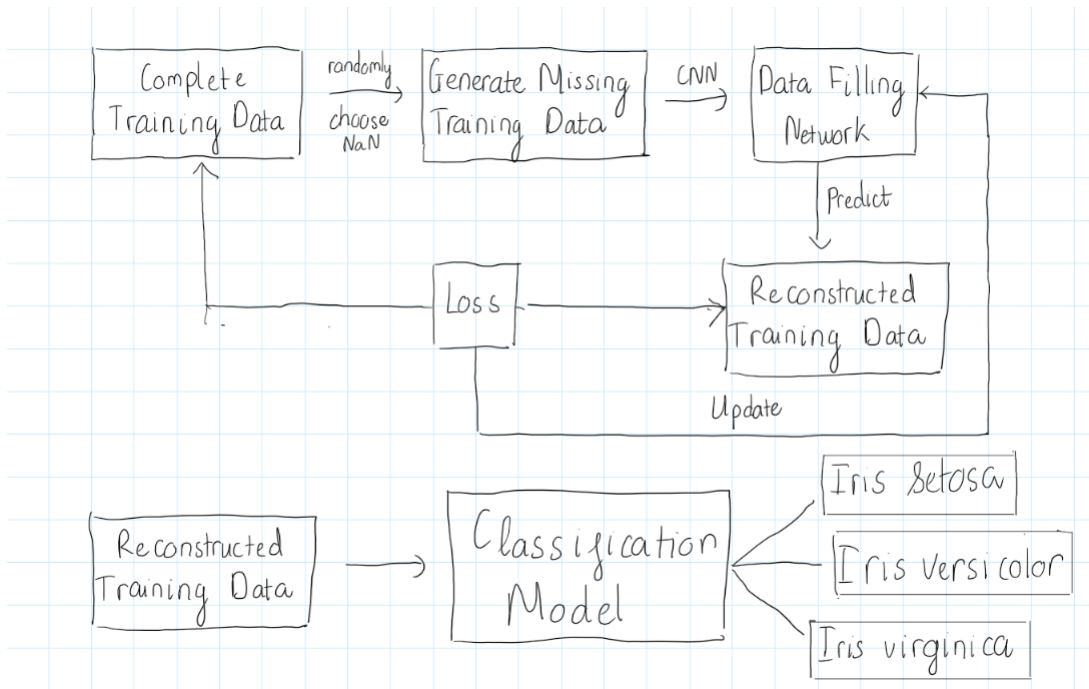 Complete
Training Data
randomly
choose
NaN
Generate Missing
Training Data
CNN
Data Filling
Network
Predict
Loss
Reconstructed
Training Data
Update
Reconstructed
Training Data
Classification
Model
Iris Setosa
Iris versicolor
Iris virginica